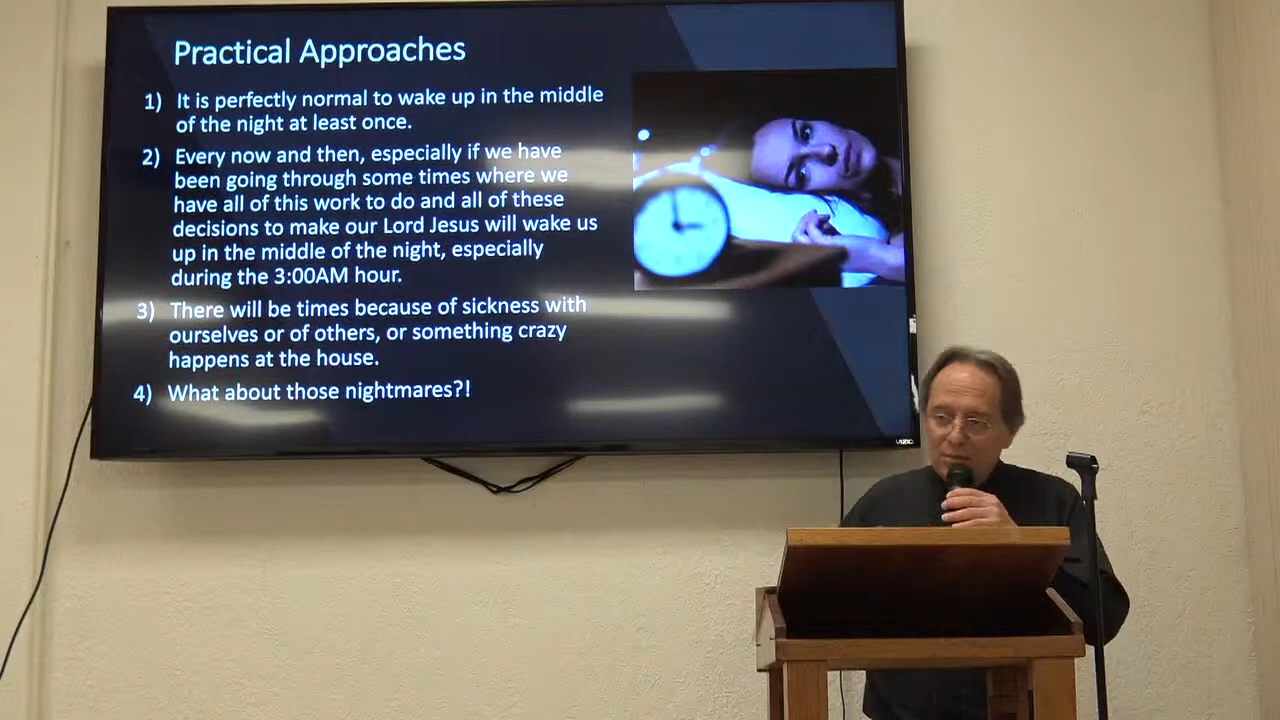 Practical Approaches
1) It is perfectly normal to wake up in the middle
of the night at least once.
2) Every now and then, especially if we have
been going through some times where we
have all of this work to do and all of these
decisions to make our Lord Jesus will wake us
up in the middle of the night, especially
during the 3:00AM hour.
3) There will be times because of sickness with
ourselves or of others, or something crazy
happens at the house.
4) What about those nightmares?!
VIZIO